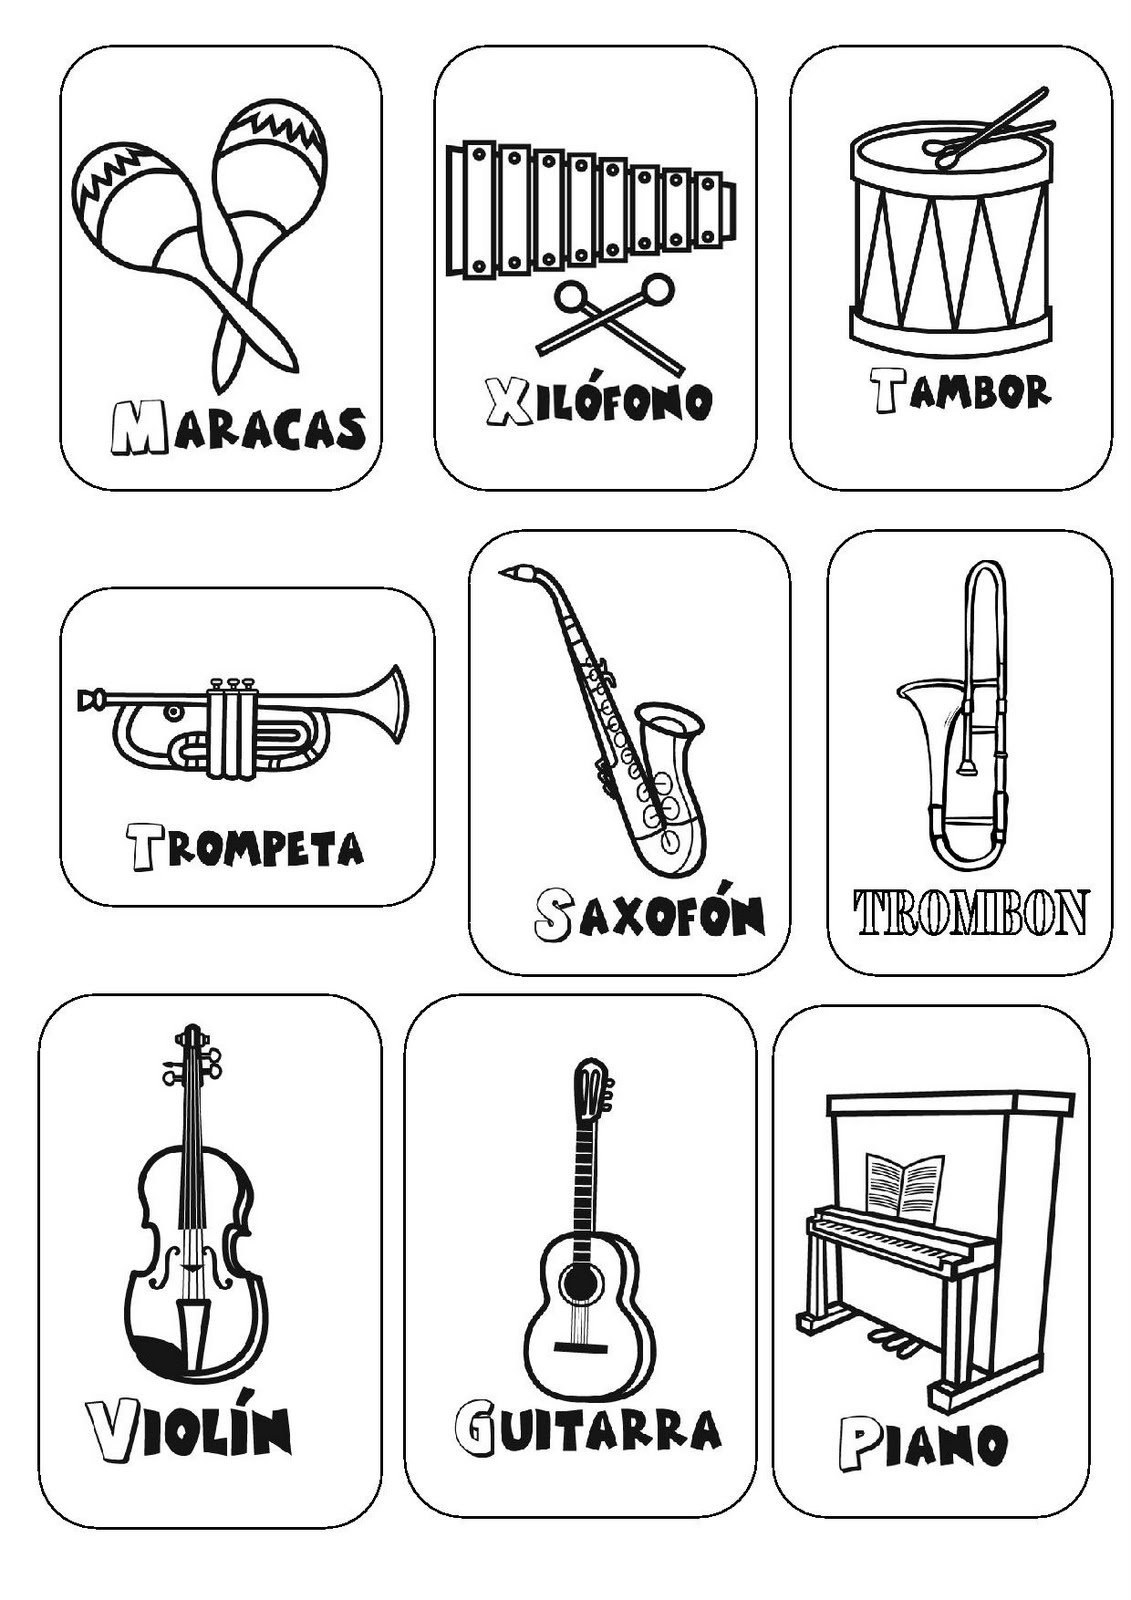 MARACAS
XILÓFONO
TAMBOR
TROMPETA
SAXOFÓN
TROMBON
VIOLÍN
GUITARRA
PIANO